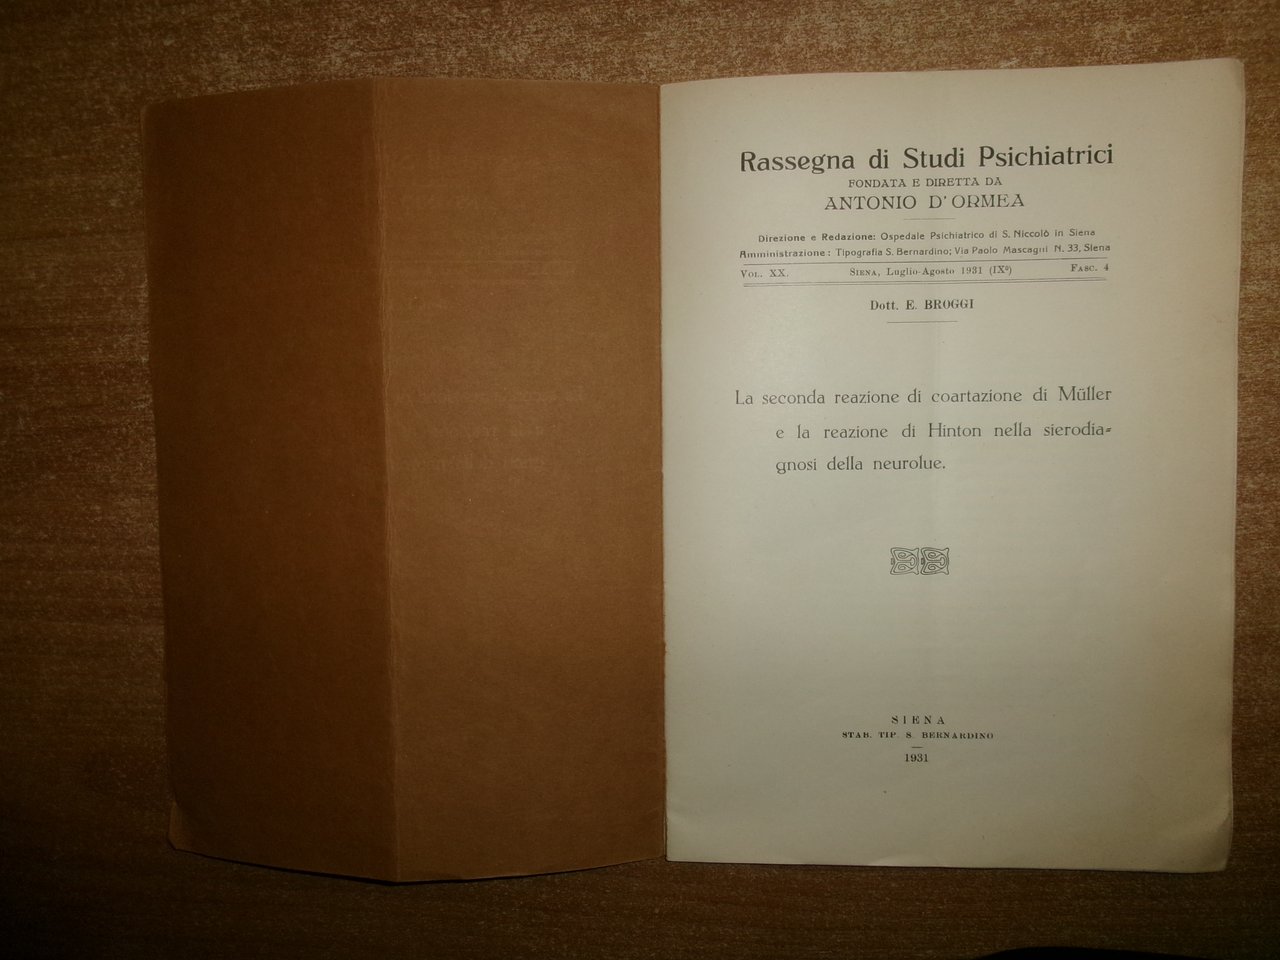 Rassegna di Studi Psichiatrici
FONDATA E DIRETTA DA
ANTONIO D'ORMEA
Direzione e Redazione: Ospedale Psichiatrico di S. Niccolò in Siena
Amministrazione: Tipografia S. Bernardino; Via Paolo Mascagni N. 33, Siena
VOL. XX. SIENA, Luglio-Agosto 1931 (IXº) FASC. 4
Dott. E. BROGGI
La seconda reazione di coartazione di Müller
e la reazione di Hinton nella sierodia=
gnosi della neurolue.
SIENA
STAB. TIP. S. BERNARDINO
1931